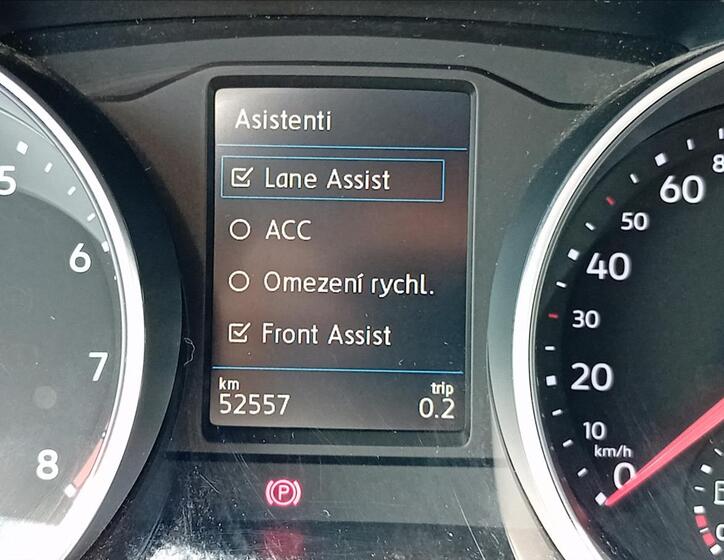 Asistenti
Lane Assist
ACC
Omezení rychl.
Front Assist
km
52557
trip
0.2
5
6
7
8
P
60
50
40
30
20
10
km/h
0
8